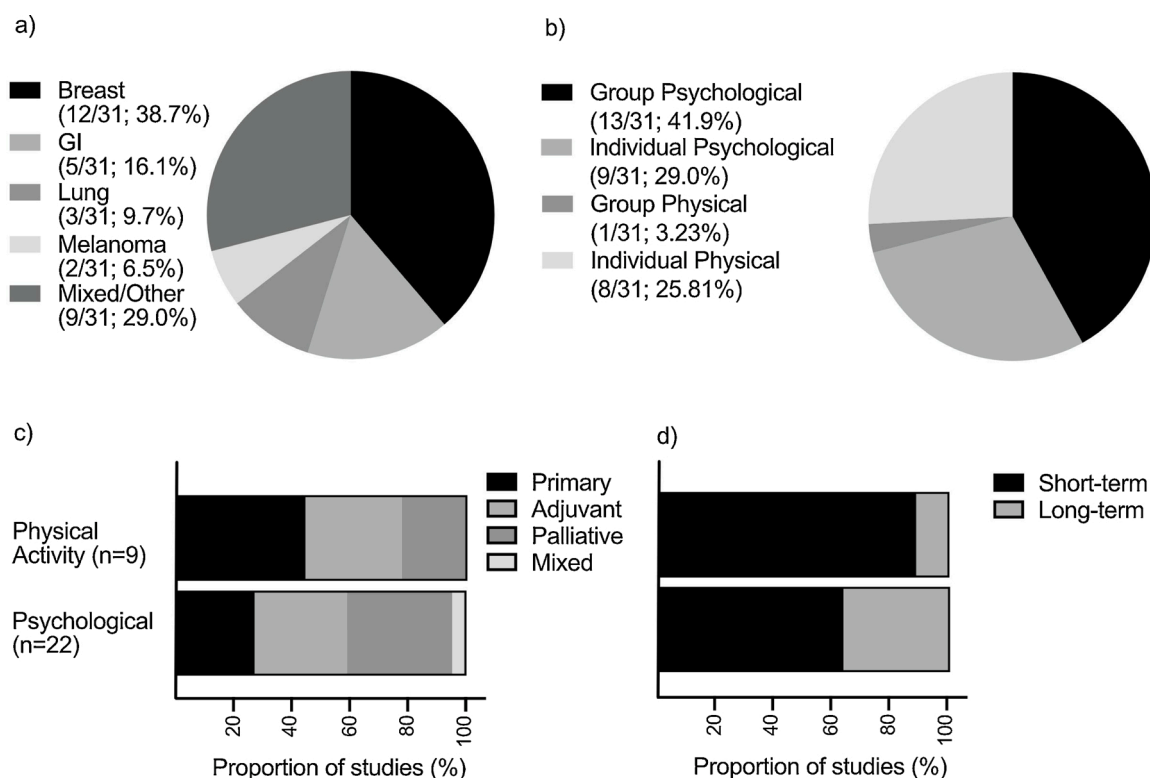 a)
Breast
(12/31; 38.7%)
GI
(5/31; 16.1%)
Lung
(3/31; 9.7%)
Melanoma
(2/31; 6.5%)
Mixed/Other
(9/31; 29.0%)
b)
Group Psychological
(13/31; 41.9%)
Individual Psychological
(9/31; 29.0%)
Group Physical
(1/31; 3.23%)
Individual Physical
(8/31; 25.81%)
c)
Physical
Activity (n=9)
Psychological
(n=22)
Primary
Adjuvant
Palliative
Mixed
20
40
60
80
100
Proportion of studies (%)
d)
Short-term
Long-term
20
40
60
80
100
Proportion of studies (%)